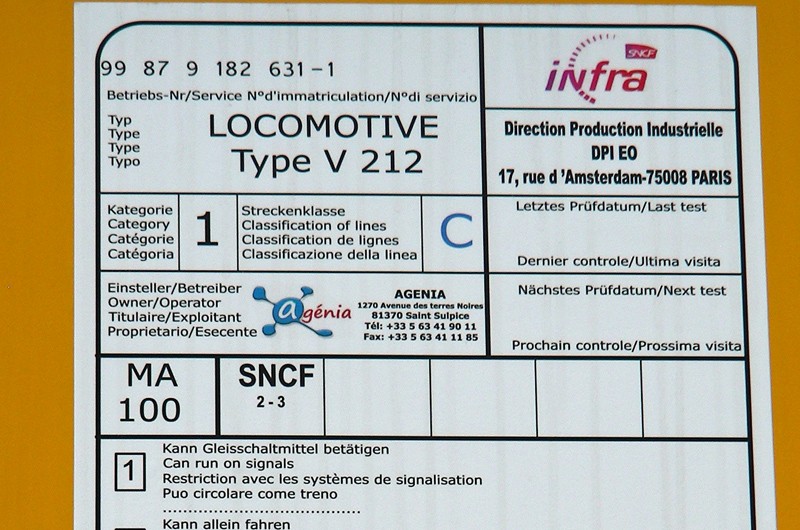 99 87 9 182 631-1
Betriebs-Nr/Service N°d'immatriculation/N°di servizio
Typ
Type
Type
Typo
LOCOMOTIVE
Type V 212
SNCF
infra
Direction Production Industrielle
DPI EO
17, rue d 'Amsterdam-75008 PARIS
Kategorie
Category
Catégorie
Catégoria
1
Streckenklasse
Classification of lines
Classification de lignes
Classificazione della linea
C
Letztes Prüfdatum/Last test
Dernier controle/Ultima visita
Einsteller/Betreiber
Owner/Operator
Titulaire/Exploitant
Proprietario/Esecente
agénia
AGENIA
1270 Avenue des terres Noires
81370 Saint Sulpice
Tél: +33 5 63 41 90 11
Fax: +33 5 63 41 11 85
Nächstes Prüfdatum/Next test
Prochain controle/Prossima visita
MA
100
SNCF
2-3
1
Kann Gleisschaltmittel betätigen
Can run on signals
Restriction avec les systèmes de signalisation
Puo circolare come treno
Kann allein fahren